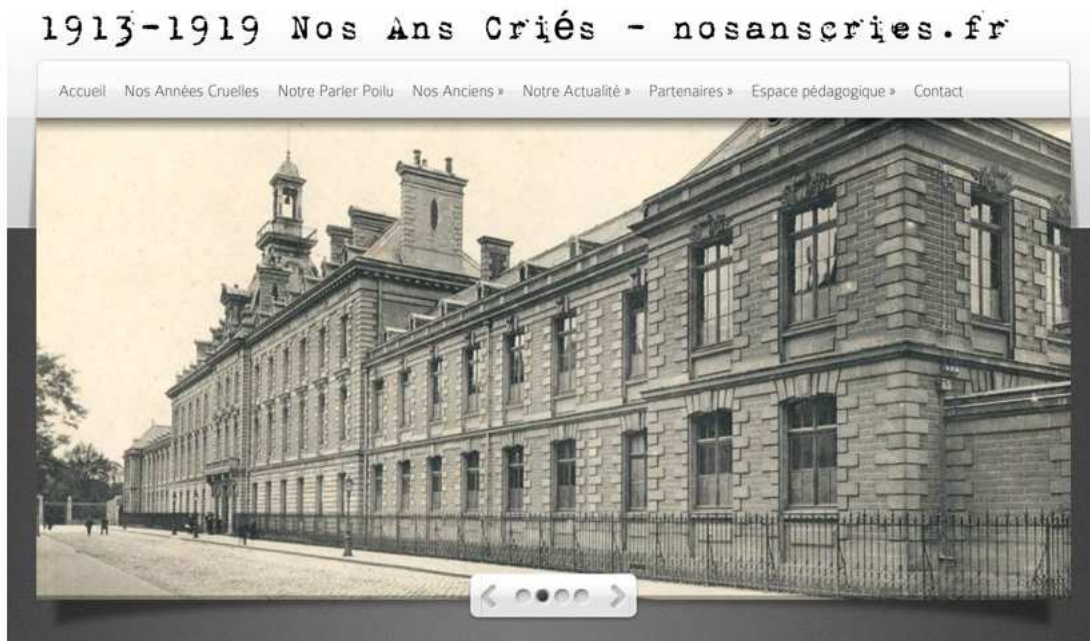 1913-1919 Nos Ans Criés - nosanscries.fr
Accueil Nos Années Cruelles Notre Parler Poilu Nos Anciens » Notre Actualité » Partenaires » Espace pédagogique » Contact